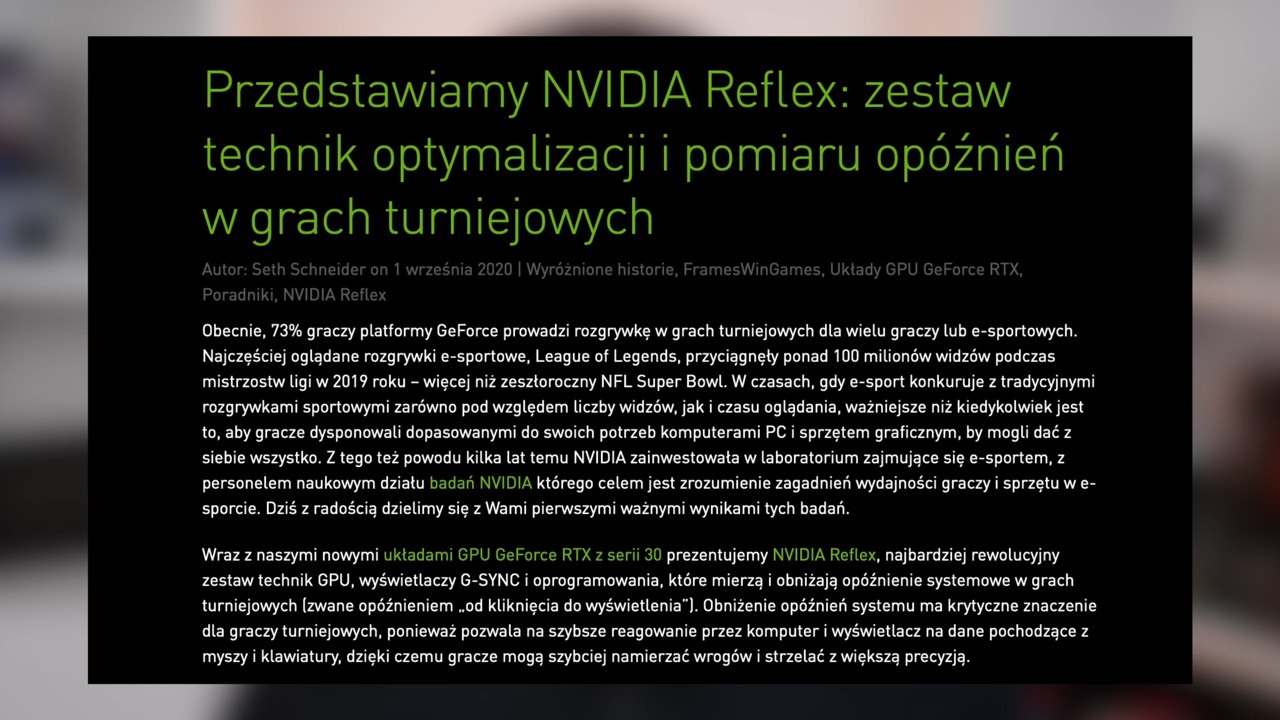 Przedstawiamy NVIDIA Reflex: zestaw
technik optymalizacji i pomiaru opóźnień
w grach turniejowych
Autor: Seth Schneider on 1 września 2020 | Wyróżnione historie, FramesWinGames, Układy GPU GeForce RTX,
Poradniki, NVIDIA Reflex
Obecnie, 73% graczy platformy GeForce prowadzi rozgrywkę w grach turniejowych dla wielu graczy lub e-sportowych.
Najczęściej oglądane rozgrywki e-sportowe, League of Legends, przyciągnęły ponad 100 milionów widzów podczas
mistrzostw ligi w 2019 roku – więcej niż zeszłoroczny NFL Super Bowl. W czasach, gdy e-sport konkuruje z tradycyjnymi
rozgrywkami sportowymi zarówno pod względem liczby widzów, jak i czasu oglądania, ważniejsze niż kiedykolwiek jest
to, aby gracze dysponowali dopasowanymi do swoich potrzeb komputerami PC i sprzętem graficznym, by mogli dać z
siebie wszystko. Z tego też powodu kilka lat temu NVIDIA zainwestowała w laboratorium zajmujące się e-sportem, z
personelem naukowym działu badań NVIDIA którego celem jest zrozumienie zagadnień wydajności graczy i sprzętu w e-
sporcie. Dziś z radością dzielimy się z Wami pierwszymi ważnymi wynikami tych badań.
Wraz z naszymi nowymi układami GPU GeForce RTX z serii 30 prezentujemy NVIDIA Reflex, najbardziej rewolucyjny
zestaw technik GPU, wyświetlaczy G-SYNC i oprogramowania, które mierzą i obniżają opóźnienie systemowe w grach
turniejowych (zwane opóźnieniem „od kliknięcia do wyświetlenia”). Obniżenie opóźnień systemu ma krytyczne znaczenie
dla graczy turniejowych, ponieważ pozwala na szybsze reagowanie przez komputer i wyświetlacz na dane pochodzące z
myszy i klawiatury, dzięki czemu gracze mogą szybciej namierzać wrogów i strzelać z większą precyzją.